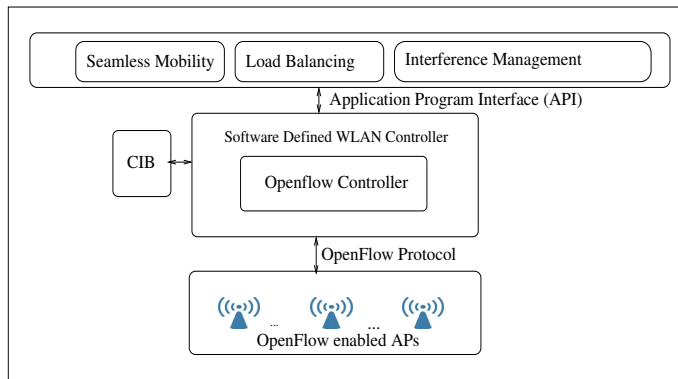 Seamless Mobility
Load Balancing
Interference Management
Application Program Interface (API)
Software Defined WLAN Controller
CIB
Openflow Controller
OpenFlow Protocol
... ...
OpenFlow enabled APs